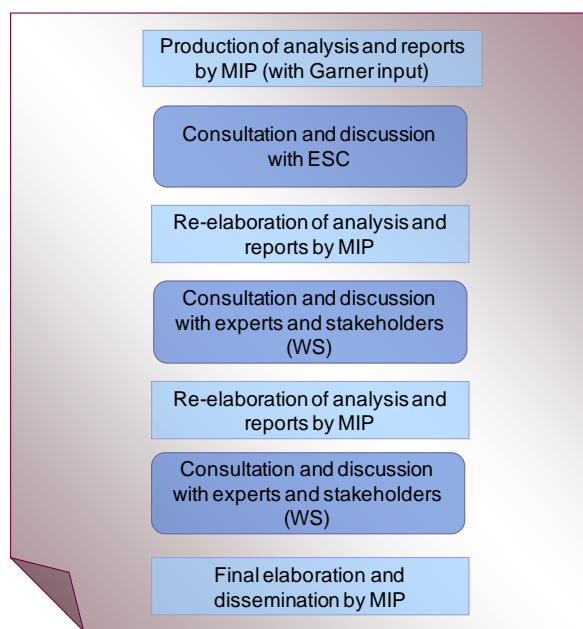 Production of analysis and reports
by MIP (with Garner input)
Consultation and discussion
with ESC
Re-elaboration of analysis and
reports by MIP
Consultation and discussion
with experts and stakeholders
(WS)
Re-elaboration of analysis and
reports by MIP
Consultation and discussion
with experts and stakeholders
(WS)
Final elaboration and
dissemination by MIP